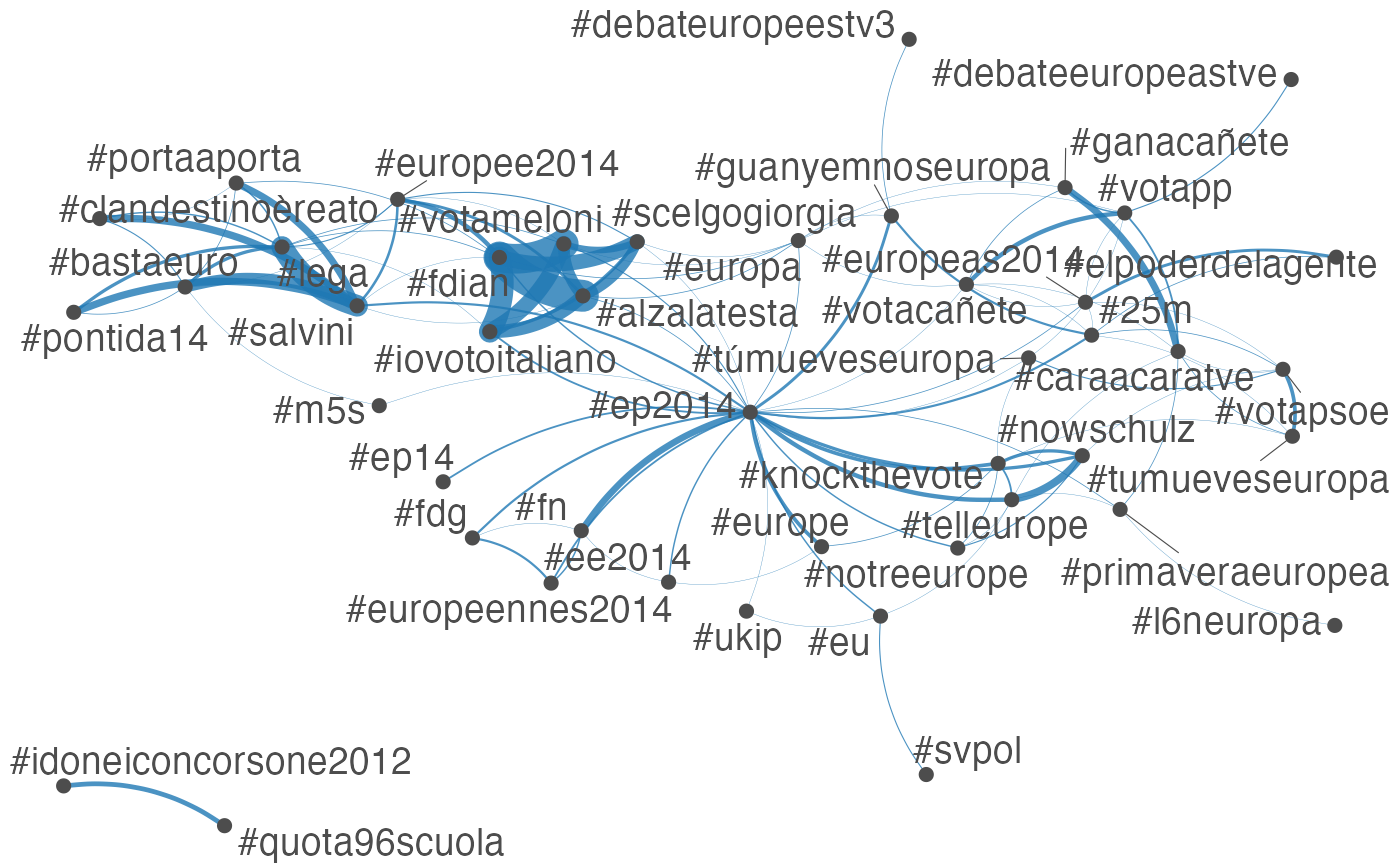 #debateuropeestv3
#debateeuropeastve
#ganacañete
#portaaporta
#europee2014
#guanyemnoseuropa
#votapp
#clandestinoèreato
#votameloni
#scelgogiorgia
#bastaeuro
#lega
#fdian
#europa
#europeas2014
#elpoderdelagente
#pontida14
#salvini
#alzalatesta
#votacañete
#25m
#iovotoitaliano
#túmueveseuropa
#caraacaratve
#m5s
#ep2014
#votapsoe
#nowschulz
#ep14
#knockthevote
#tumueveseuropa
#fdg
#fn
#europe
#telleurope
#ee2014
#notreeurope
#primaveraeuropea
#europeennes2014
#ukip
#eu
#l6neuropa
#svpol
#idoneiconcorsone2012
#quota96scuola